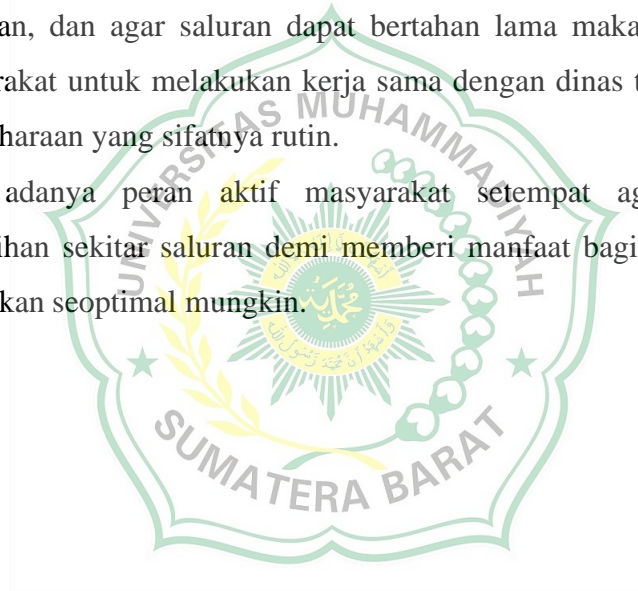 an, dan agar saluran dapat bertahan lama maka
rakat untuk melakukan kerja sama dengan dinas t
haraan yang sifatnya rutin.
adanya peran aktif masyarakat setempat ag
ihan sekitar saluran demi memberi manfaat bagi
kan seoptimal mungkin.
UNIVERSITAS MUHAMMADIYAH
SUMATERA BARAT